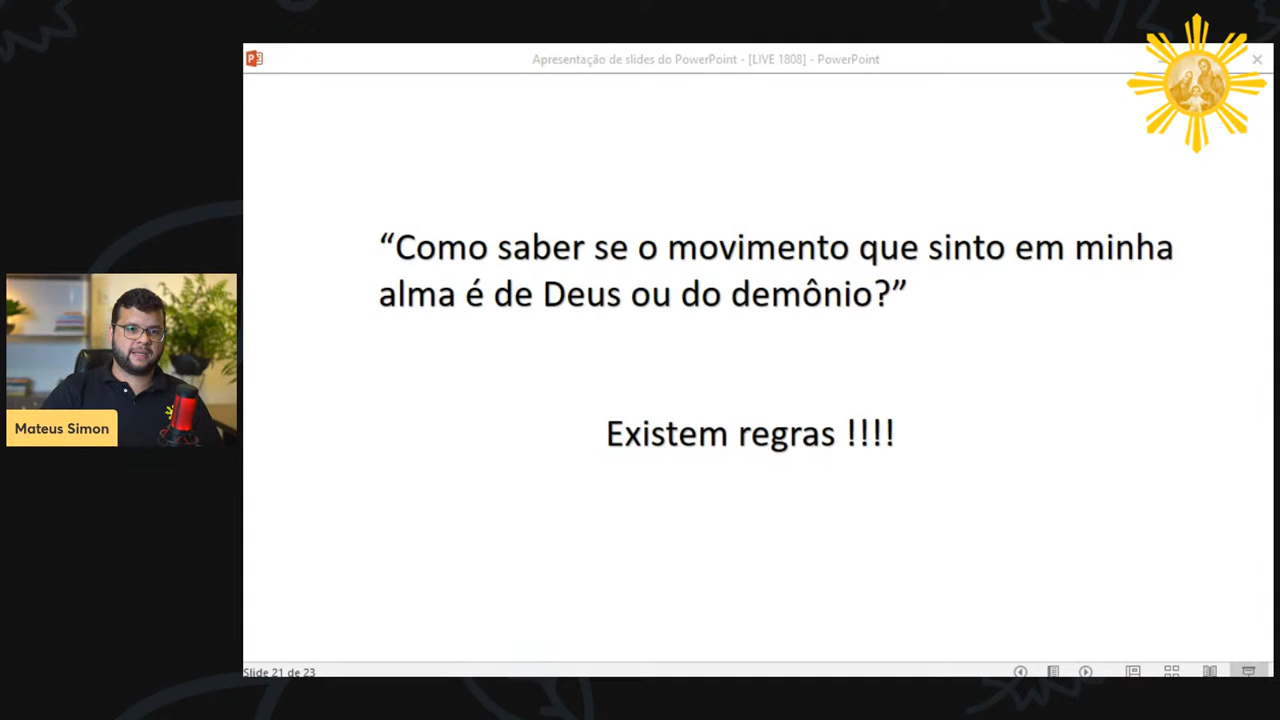 Apresentação de slides do PowerPoint - [LIVE 1808] - PowerPoint
“Como saber se o movimento que sinto em minha
alma é de Deus ou do demônio?”
Existem regras !!!!
Mateus Simon
Slide 21 de 23